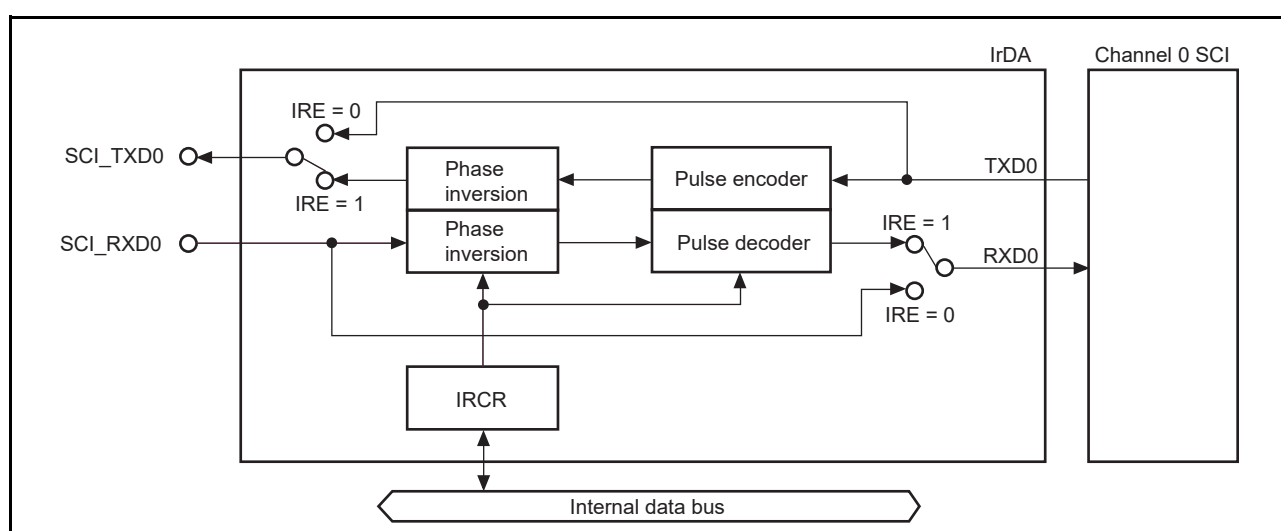 IrDA
Channel 0 SCI
IRE = 0
SCI_TXD0
IRE = 1
Phase
inversion
Pulse encoder
TXD0
SCI_RXD0
Phase
inversion
Pulse decoder
IRE = 1
RXD0
IRE = 0
IRCR
Internal data bus